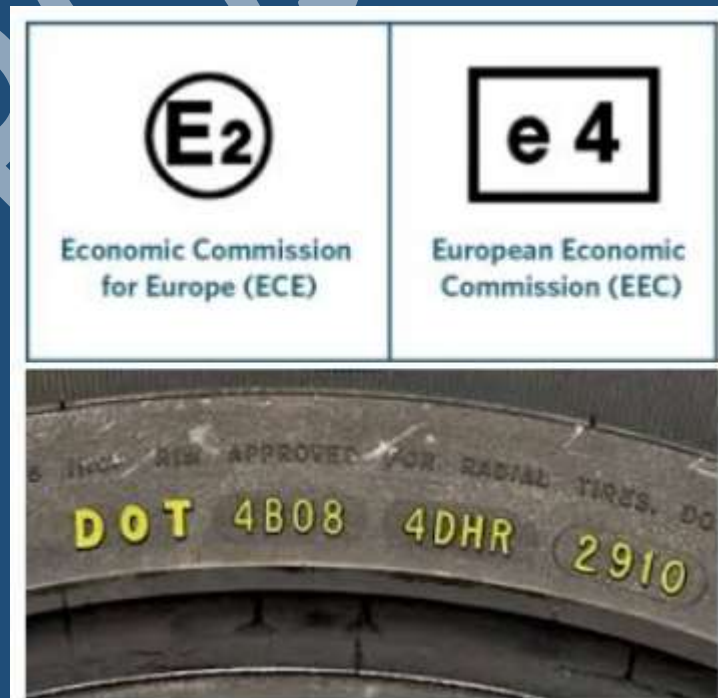 E2
Economic Commission
for Europe (ECE)
e 4
European Economic
Commission (EEC)
RIM APPROVED FOR RADIAL TIRES. DO
DOT 4B08 4DHR 2910